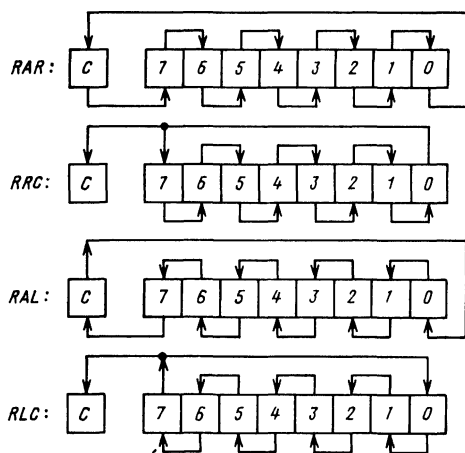 RAR: C 7 6 5 4 3 2 1 0
RRC: C 7 6 5 4 3 2 1 0
RAL: C 7 6 5 4 3 2 1 0
RLC: C 7 6 5 4 3 2 1 0